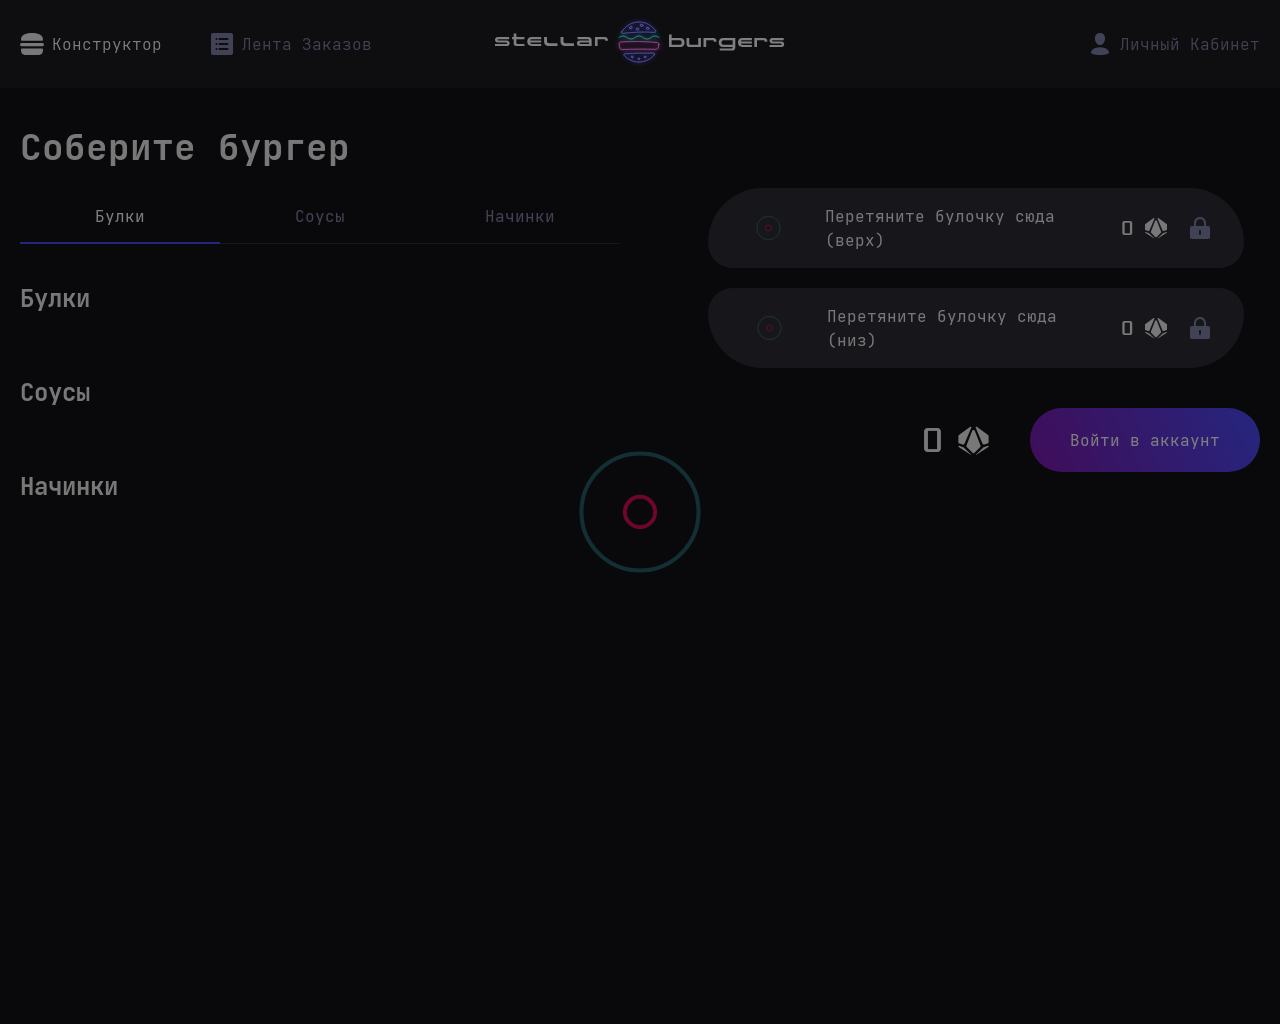 Конструктор
Лента Заказов
stellar burgers
Личный Кабинет
Соберите бургер
Булки
Соусы
Начинки
Перетяните булочку сюда
(верх)
0
Перетяните булочку сюда
(низ)
0
Булки
Соусы
Начинки
0
Войти в аккаунт